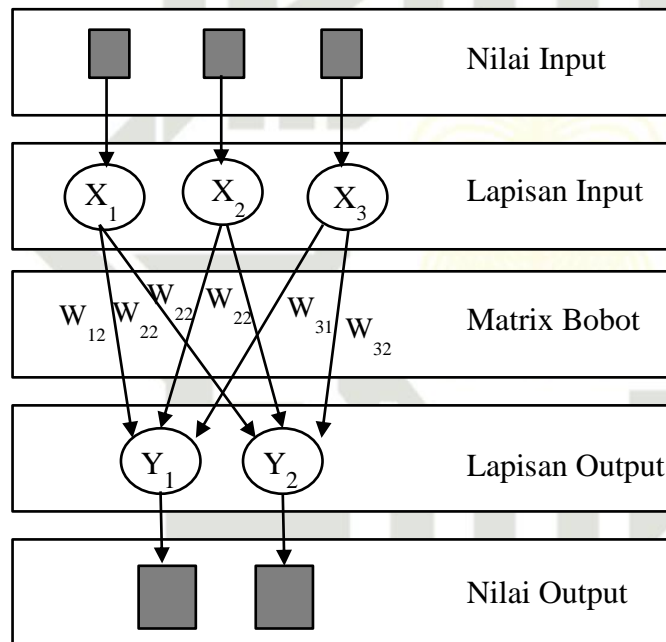 Nilai Input
X1 X2 X3 Lapisan Input
W12 W22 W22 W22 W31 W32 Matrix Bobot
Y1 Y2 Lapisan Output
Nilai Output